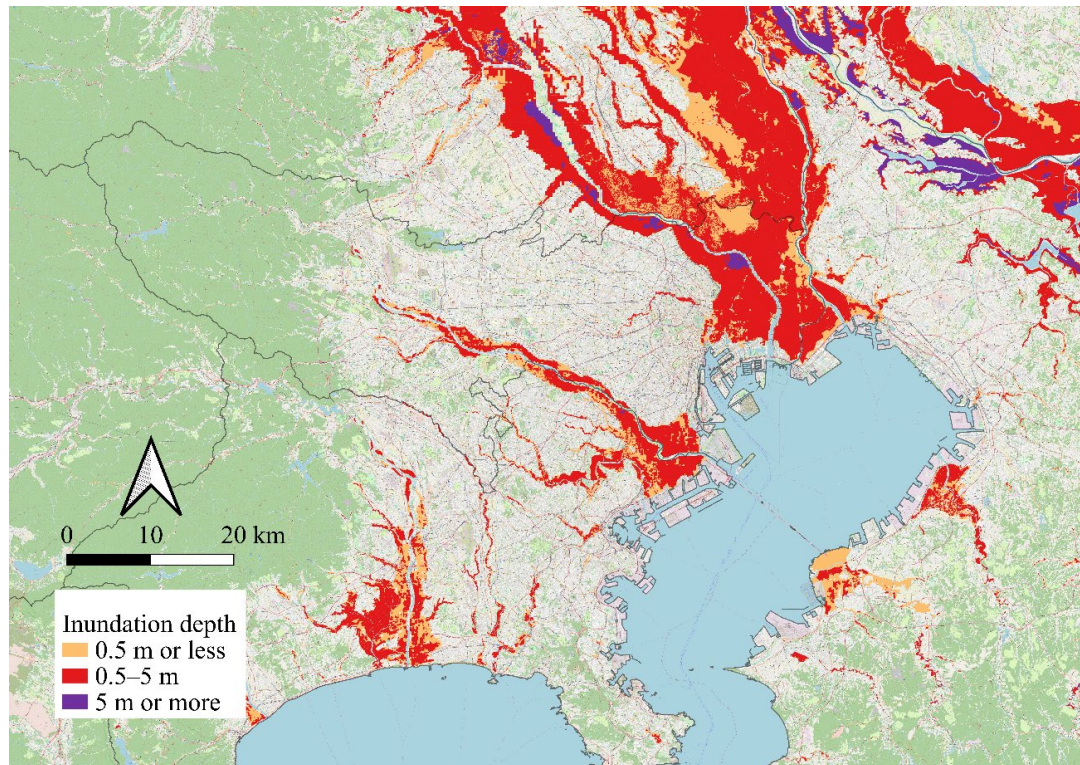 0 10 20 km
Inundation depth
0.5 m or less
0.5–5 m
5 m or more